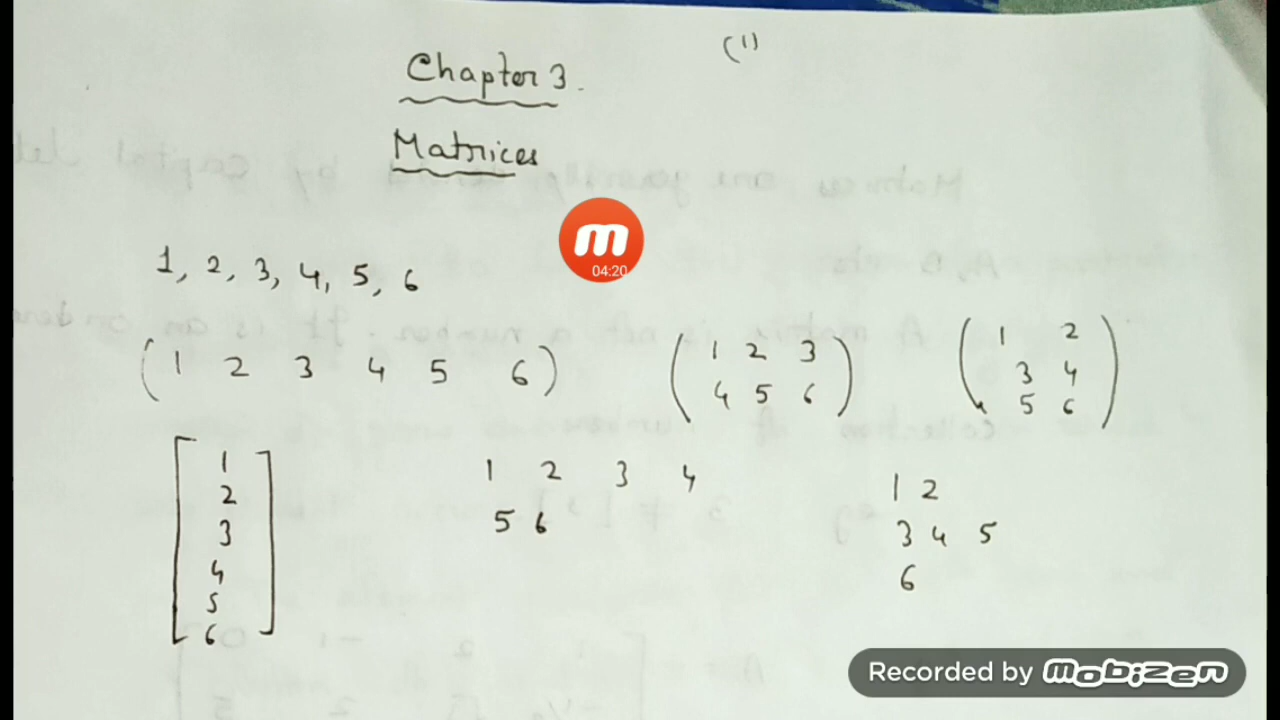 (1)
Chapter 3.
Matrices
m
04:20
1, 2, 3, 4, 5, 6
( 1 2 3 4 5 6 )
( 1 2 3
4 5 6 )
( 1 2
3 4
5 6 )
[ 1
2
3
4
5
6 ]
1 2 3 4
5 6
1 2
3 4 5
6
Recorded by mobizen